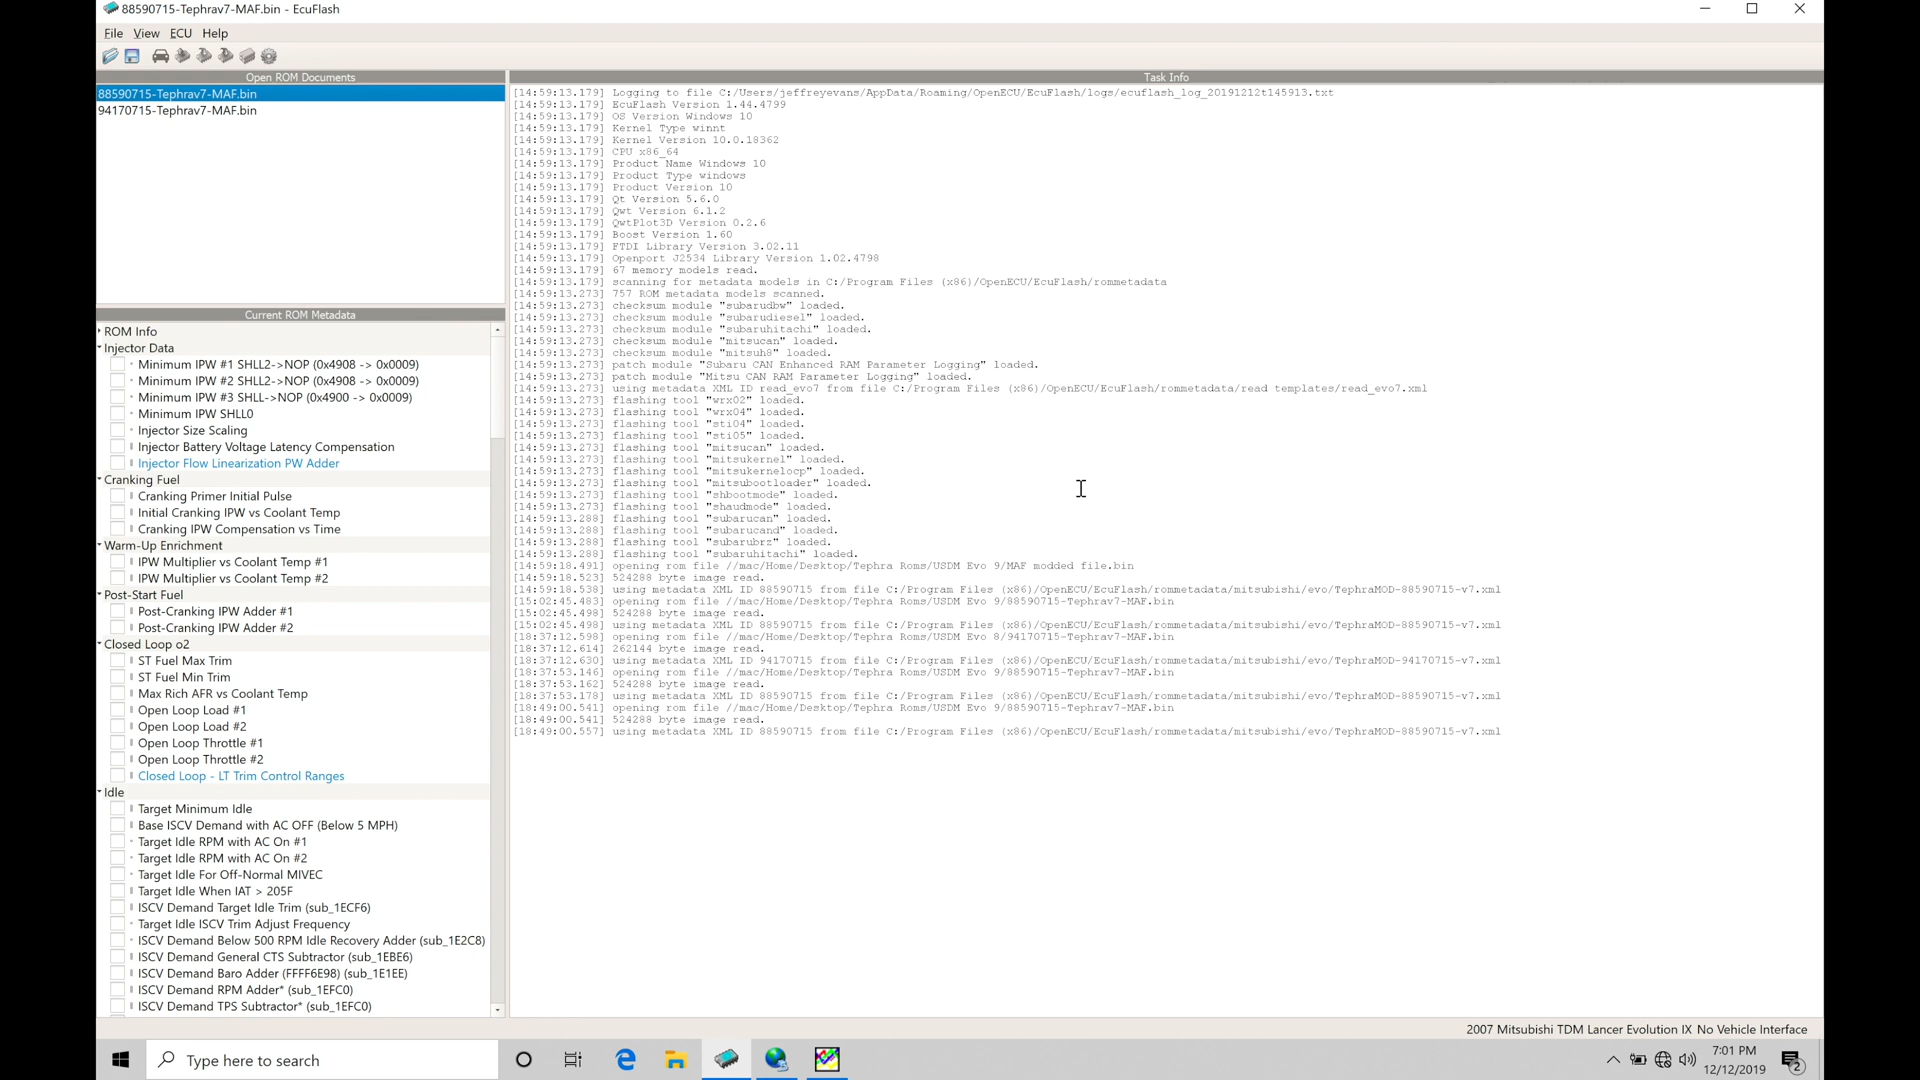 88590715-Tephrav7-MAF.bin - EcuFlash
File View ECU Help
Open ROM Documents
88590715-Tephrav7-MAF.bin
94170715-Tephrav7-MAF.bin
Current ROM Metadata
ROM Info
Injector Data
Minimum IPW #1 SHLL2->NOP (0x4908 -> 0x0009)
Minimum IPW #2 SHLL2->NOP (0x4908 -> 0x0009)
Minimum IPW #3 SHLL->NOP (0x4900 -> 0x0009)
Minimum IPW SHLL0
Injector Size Scaling
Injector Battery Voltage Latency Compensation
Injector Flow Linearization PW Adder
Cranking Fuel
Cranking Primer Initial Pulse
Initial Cranking IPW vs Coolant Temp
Cranking IPW Compensation vs Time
Warm-Up Enrichment
IPW Multiplier vs Coolant Temp #1
IPW Multiplier vs Coolant Temp #2
Post-Start Fuel
Post-Cranking IPW Adder #1
Post-Cranking IPW Adder #2
Closed Loop o2
ST Fuel Max Trim
ST Fuel Min Trim
Max Rich AFR vs Coolant Temp
Open Loop Load #1
Open Loop Load #2
Open Loop Throttle #1
Open Loop Throttle #2
Closed Loop - LT Trim Control Ranges
Idle
Target Minimum Idle
Base ISCV Demand with AC OFF (Below 5 MPH)
Target Idle RPM with AC On #1
Target Idle RPM with AC On #2
Target Idle For Off-Normal MIVEC
Target Idle When IAT > 205F
ISCV Demand Target Idle Trim (sub_1ECF6)
Target Idle ISCV Trim Adjust Frequency
ISCV Demand Below 500 RPM Idle Recovery Adder (sub_1E2C8)
ISCV Demand General CTS Subtractor (sub_1EBE6)
ISCV Demand Baro Adder (FFFF6E98) (sub_1E1EE)
ISCV Demand RPM Adder* (sub_1EFC0)
ISCV Demand TPS Subtractor* (sub_1EFC0)
Task Info
[14:59:13.179] Logging to file C:/Users/jeffreyevans/AppData/Roaming/OpenECU/EcuFlash/logs/ecuflash_log_20191212t145913.txt
[14:59:13.179] EcuFlash Version 1.44.4799
[14:59:13.179] OS Version Windows 10
[14:59:13.179] Kernel Type winnt
[14:59:13.179] Kernel Version 10.0.18362
[14:59:13.179] CPU x86_64
[14:59:13.179] Product Name Windows 10
[14:59:13.179] Product Type windows
[14:59:13.179] Product Version 10
[14:59:13.179] Qt Version 5.6.0
[14:59:13.179] Qwt Version 6.1.2
[14:59:13.179] QwtPlot3D Version 0.2.6
[14:59:13.179] Boost Version 1.60
[14:59:13.179] FTDI Library Version 3.02.11
[14:59:13.179] Openport J2534 Library Version 1.02.4798
[14:59:13.179] 67 memory models read.
[14:59:13.179] scanning for metadata models in C:/Program Files (x86)/OpenECU/EcuFlash/rommetadata
[14:59:13.273] 757 ROM metadata models scanned.
[14:59:13.273] checksum module "subarudbw" loaded.
[14:59:13.273] checksum module "subarudiesel" loaded.
[14:59:13.273] checksum module "subaruhitachi" loaded.
[14:59:13.273] checksum module "mitsucan" loaded.
[14:59:13.273] checksum module "mitsuh8" loaded.
[14:59:13.273] patch module "Subaru CAN Enhanced RAM Parameter Logging" loaded.
[14:59:13.273] patch module "Mitsu CAN RAM Parameter Logging" loaded.
[14:59:13.273] using metadata XML ID read_evo7 from file C:/Program Files (x86)/OpenECU/EcuFlash/rommetadata/read templates/read_evo7.xml
[14:59:13.273] flashing tool "wrx02" loaded.
[14:59:13.273] flashing tool "wrx04" loaded.
[14:59:13.273] flashing tool "sti04" loaded.
[14:59:13.273] flashing tool "sti05" loaded.
[14:59:13.273] flashing tool "mitsucan" loaded.
[14:59:13.273] flashing tool "mitsukernel" loaded.
[14:59:13.273] flashing tool "mitsukernelocp" loaded.
[14:59:13.273] flashing tool "mitsubootloader" loaded.
[14:59:13.273] flashing tool "shbootmode" loaded.
[14:59:13.273] flashing tool "shaudmode" loaded.
[14:59:13.288] flashing tool "subarucan" loaded.
[14:59:13.288] flashing tool "subarucand" loaded.
[14:59:13.288] flashing tool "subarubrz" loaded.
[14:59:13.288] flashing tool "subaruhitachi" loaded.
[14:59:18.491] opening rom file //mac/Home/Desktop/Tephra Roms/USDM Evo 9/MAF modded file.bin
[14:59:18.523] 524288 byte image read.
[14:59:18.538] using metadata XML ID 88590715 from file C:/Program Files (x86)/OpenECU/EcuFlash/rommetadata/mitsubishi/evo/TephraMOD-88590715-v7.xml
[15:02:45.483] opening rom file //mac/Home/Desktop/Tephra Roms/USDM Evo 9/88590715-Tephrav7-MAF.bin
[15:02:45.498] 524288 byte image read.
[15:02:45.498] using metadata XML ID 88590715 from file C:/Program Files (x86)/OpenECU/EcuFlash/rommetadata/mitsubishi/evo/TephraMOD-88590715-v7.xml
[18:37:12.598] opening rom file //mac/Home/Desktop/Tephra Roms/USDM Evo 8/94170715-Tephrav7-MAF.bin
[18:37:12.614] 262144 byte image read.
[18:37:12.630] using metadata XML ID 94170715 from file C:/Program Files (x86)/OpenECU/EcuFlash/rommetadata/mitsubishi/evo/TephraMOD-94170715-v7.xml
[18:37:53.146] opening rom file //mac/Home/Desktop/Tephra Roms/USDM Evo 9/88590715-Tephrav7-MAF.bin
[18:37:53.162] 524288 byte image read.
[18:37:53.178] using metadata XML ID 88590715 from file C:/Program Files (x86)/OpenECU/EcuFlash/rommetadata/mitsubishi/evo/TephraMOD-88590715-v7.xml
[18:49:00.541] opening rom file //mac/Home/Desktop/Tephra Roms/USDM Evo 9/88590715-Tephrav7-MAF.bin
[18:49:00.541] 524288 byte image read.
[18:49:00.557] using metadata XML ID 88590715 from file C:/Program Files (x86)/OpenECU/EcuFlash/rommetadata/mitsubishi/evo/TephraMOD-88590715-v7.xml
2007 Mitsubishi TDM Lancer Evolution IX No Vehicle Interface
Type here to search
7:01 PM
12/12/2019
2